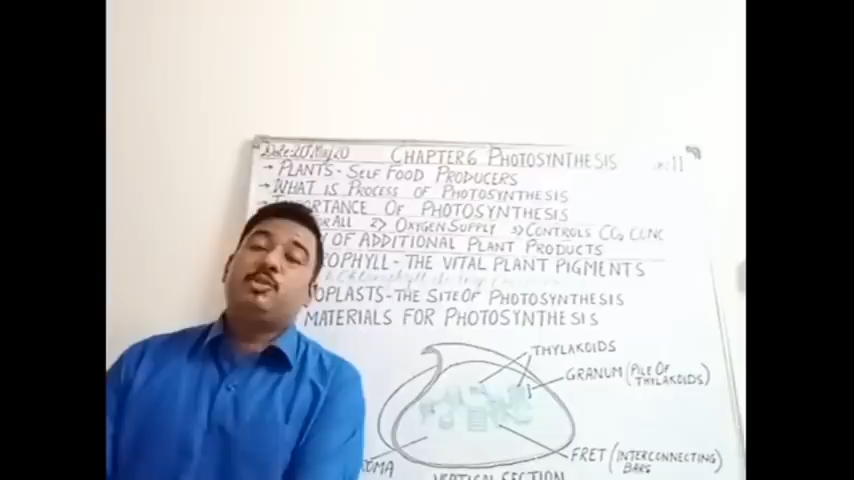 Date: 20 May 20 CHAPTER 6 PHOTOSYNTHESIS 11
→ PLANTS - SELF FOOD PRODUCERS
→ WHAT IS PROCESS OF PHOTOSYNTHESIS
→ IMPORTANCE OF PHOTOSYNTHESIS
ALL 2> OXYGEN SUPPLY 3> CONTROLS CO2 CONC
OF ADDITIONAL PLANT PRODUCTS
ROPHYLL - THE VITAL PLANT PIGMENTS
OPLASTS - THE SITE OF PHOTOSYNTHESIS
MATERIALS FOR PHOTOSYNTHESIS
THYLAKOIDS
GRANUM (PILE OF THYLAKOIDS)
FRET (INTERCONNECTING BARS
OMA
VERTICAL SECTION